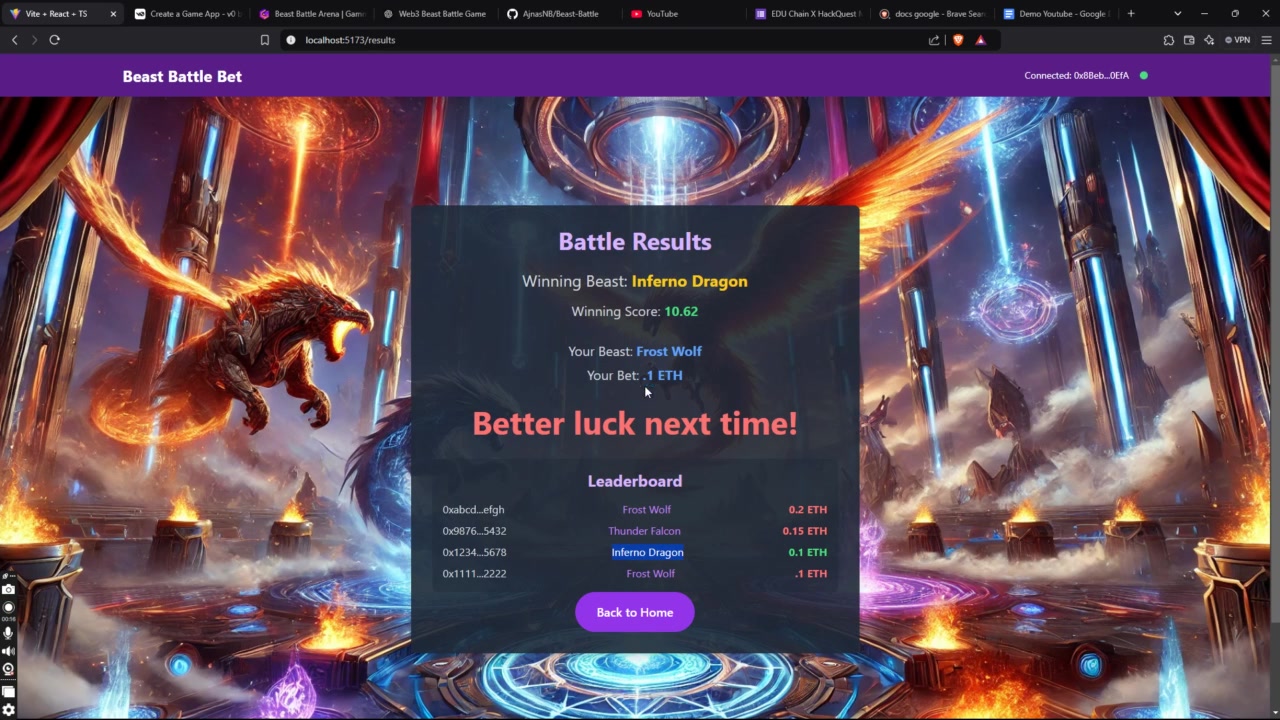 Vite + React + TS
Create a Game App - v0 b
Beast Battle Arena | Game
Web3 Beast Battle Game
AjnasNB/Beast-Battle
YouTube
EDU Chain X HackQuest
docs google - Brave Sear
Demo Youtube - Google
localhost:5173/results
VPN
Beast Battle Bet
Connected: 0x8Beb...0EfA
Battle Results
Winning Beast: Inferno Dragon
Winning Score: 10.62
Your Beast: Frost Wolf
Your Bet: .1 ETH
Better luck next time!
Leaderboard
0xabcd...efgh Frost Wolf 0.2 ETH
0x9876...5432 Thunder Falcon 0.15 ETH
0x1234...5678 Inferno Dragon 0.1 ETH
0x1111...2222 Frost Wolf .1 ETH
Back to Home
00:16